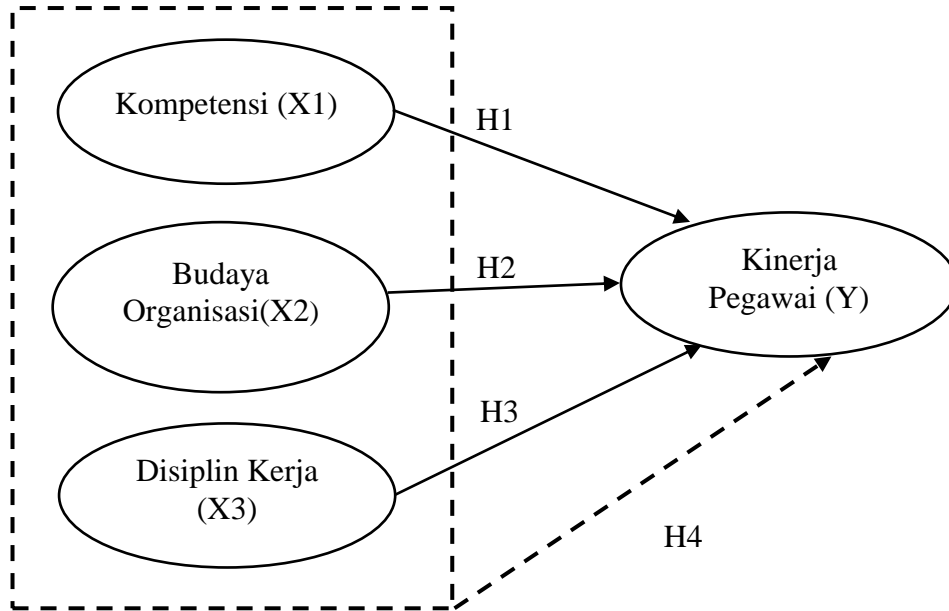 Kompetensi (X1)
H1
Budaya
Organisasi(X2)
H2
Kinerja
Pegawai (Y)
H3
Disiplin Kerja
(X3)
H4